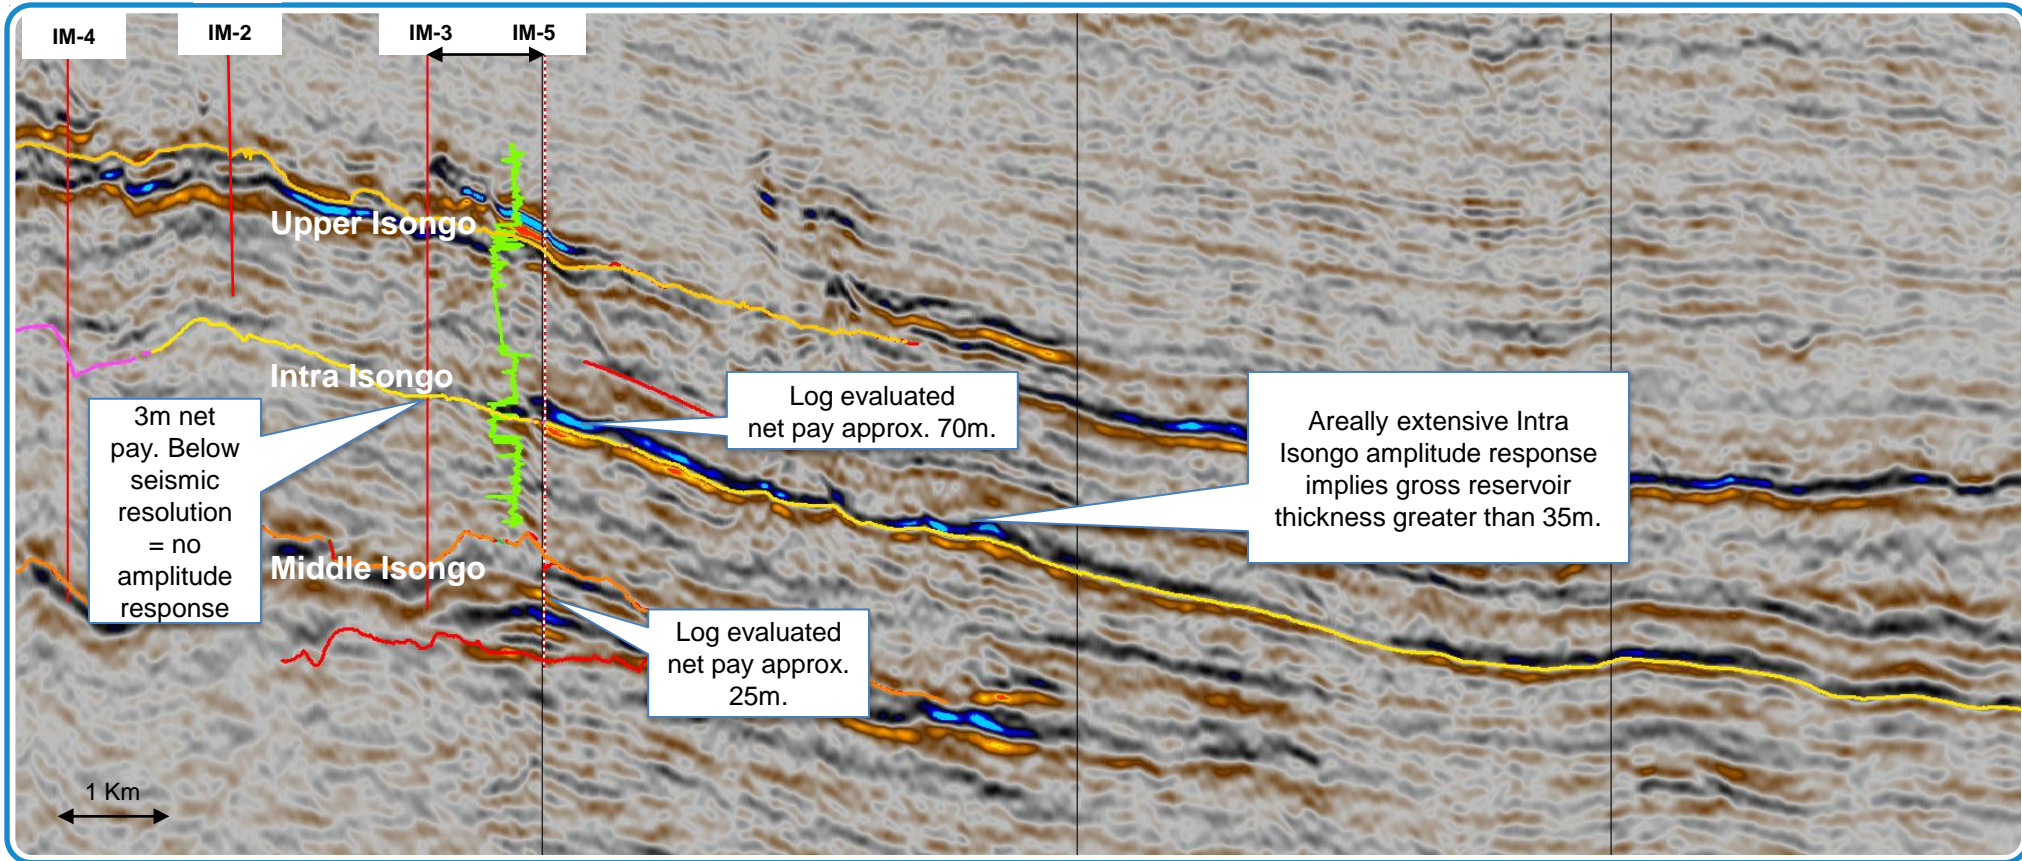 IM-4
IM-2
IM-3
IM-5
Upper Isongo
Intra Isongo
3m net
pay. Below
seismic
resolution
= no
amplitude
response
Log evaluated
net pay approx. 70m.
Areally extensive Intra
Isongo amplitude response
implies gross reservoir
thickness greater than 35m.
Middle Isongo
Log evaluated
net pay approx.
25m.
1 Km